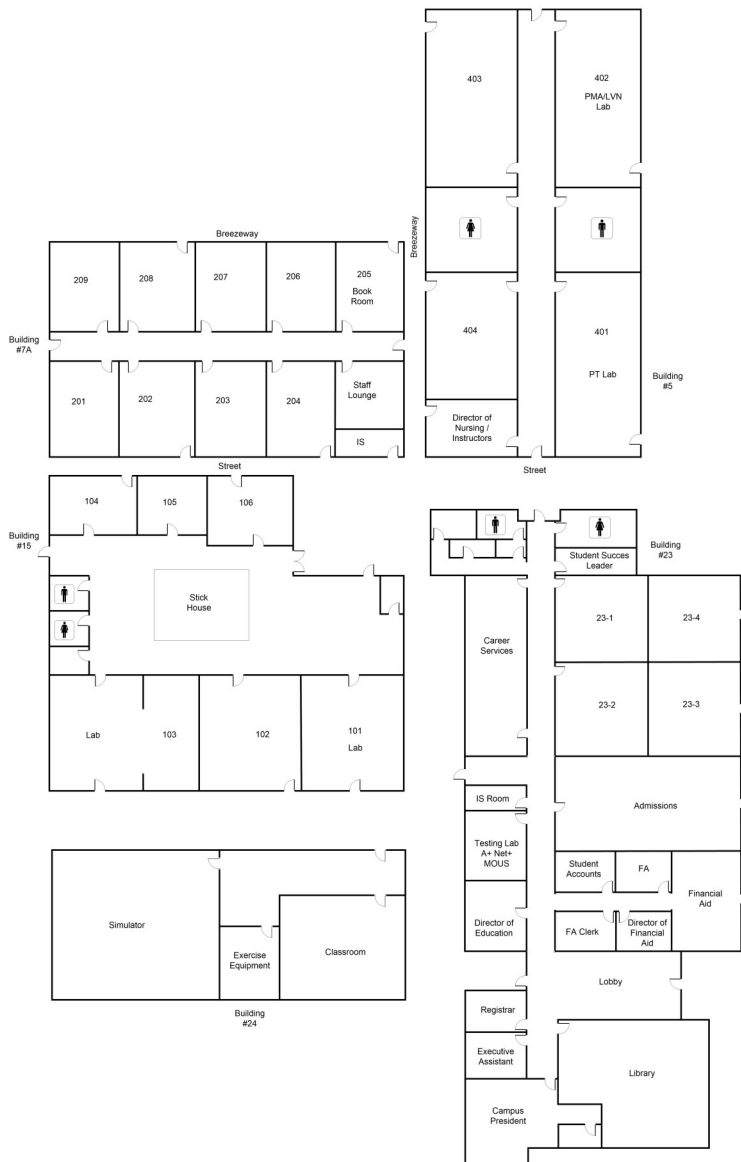 403
402
PMA/LVN
Lab
Breezeway
Breezeway
209
208
207
206
205
Book
Room
404
401
PT Lab
Building
#7A
Building
#5
201
202
203
204
Staff
Lounge
IS
Director of
Nursing /
Instructors
Street
Street
104
105
106
Building
#15
Building
#23
Student Succes
Leader
Stick
House
Career
Services
23-1
23-4
23-2
23-3
Lab
103
102
101
Lab
IS Room
Admissions
Testing Lab
A+ Net+
MOUS
Student
Accounts
FA
Financial
Aid
Director of
Education
FA Clerk
Director of
Financial
Aid
Simulator
Exercise
Equipment
Classroom
Building
#24
Lobby
Registrar
Executive
Assistant
Library
Campus
President